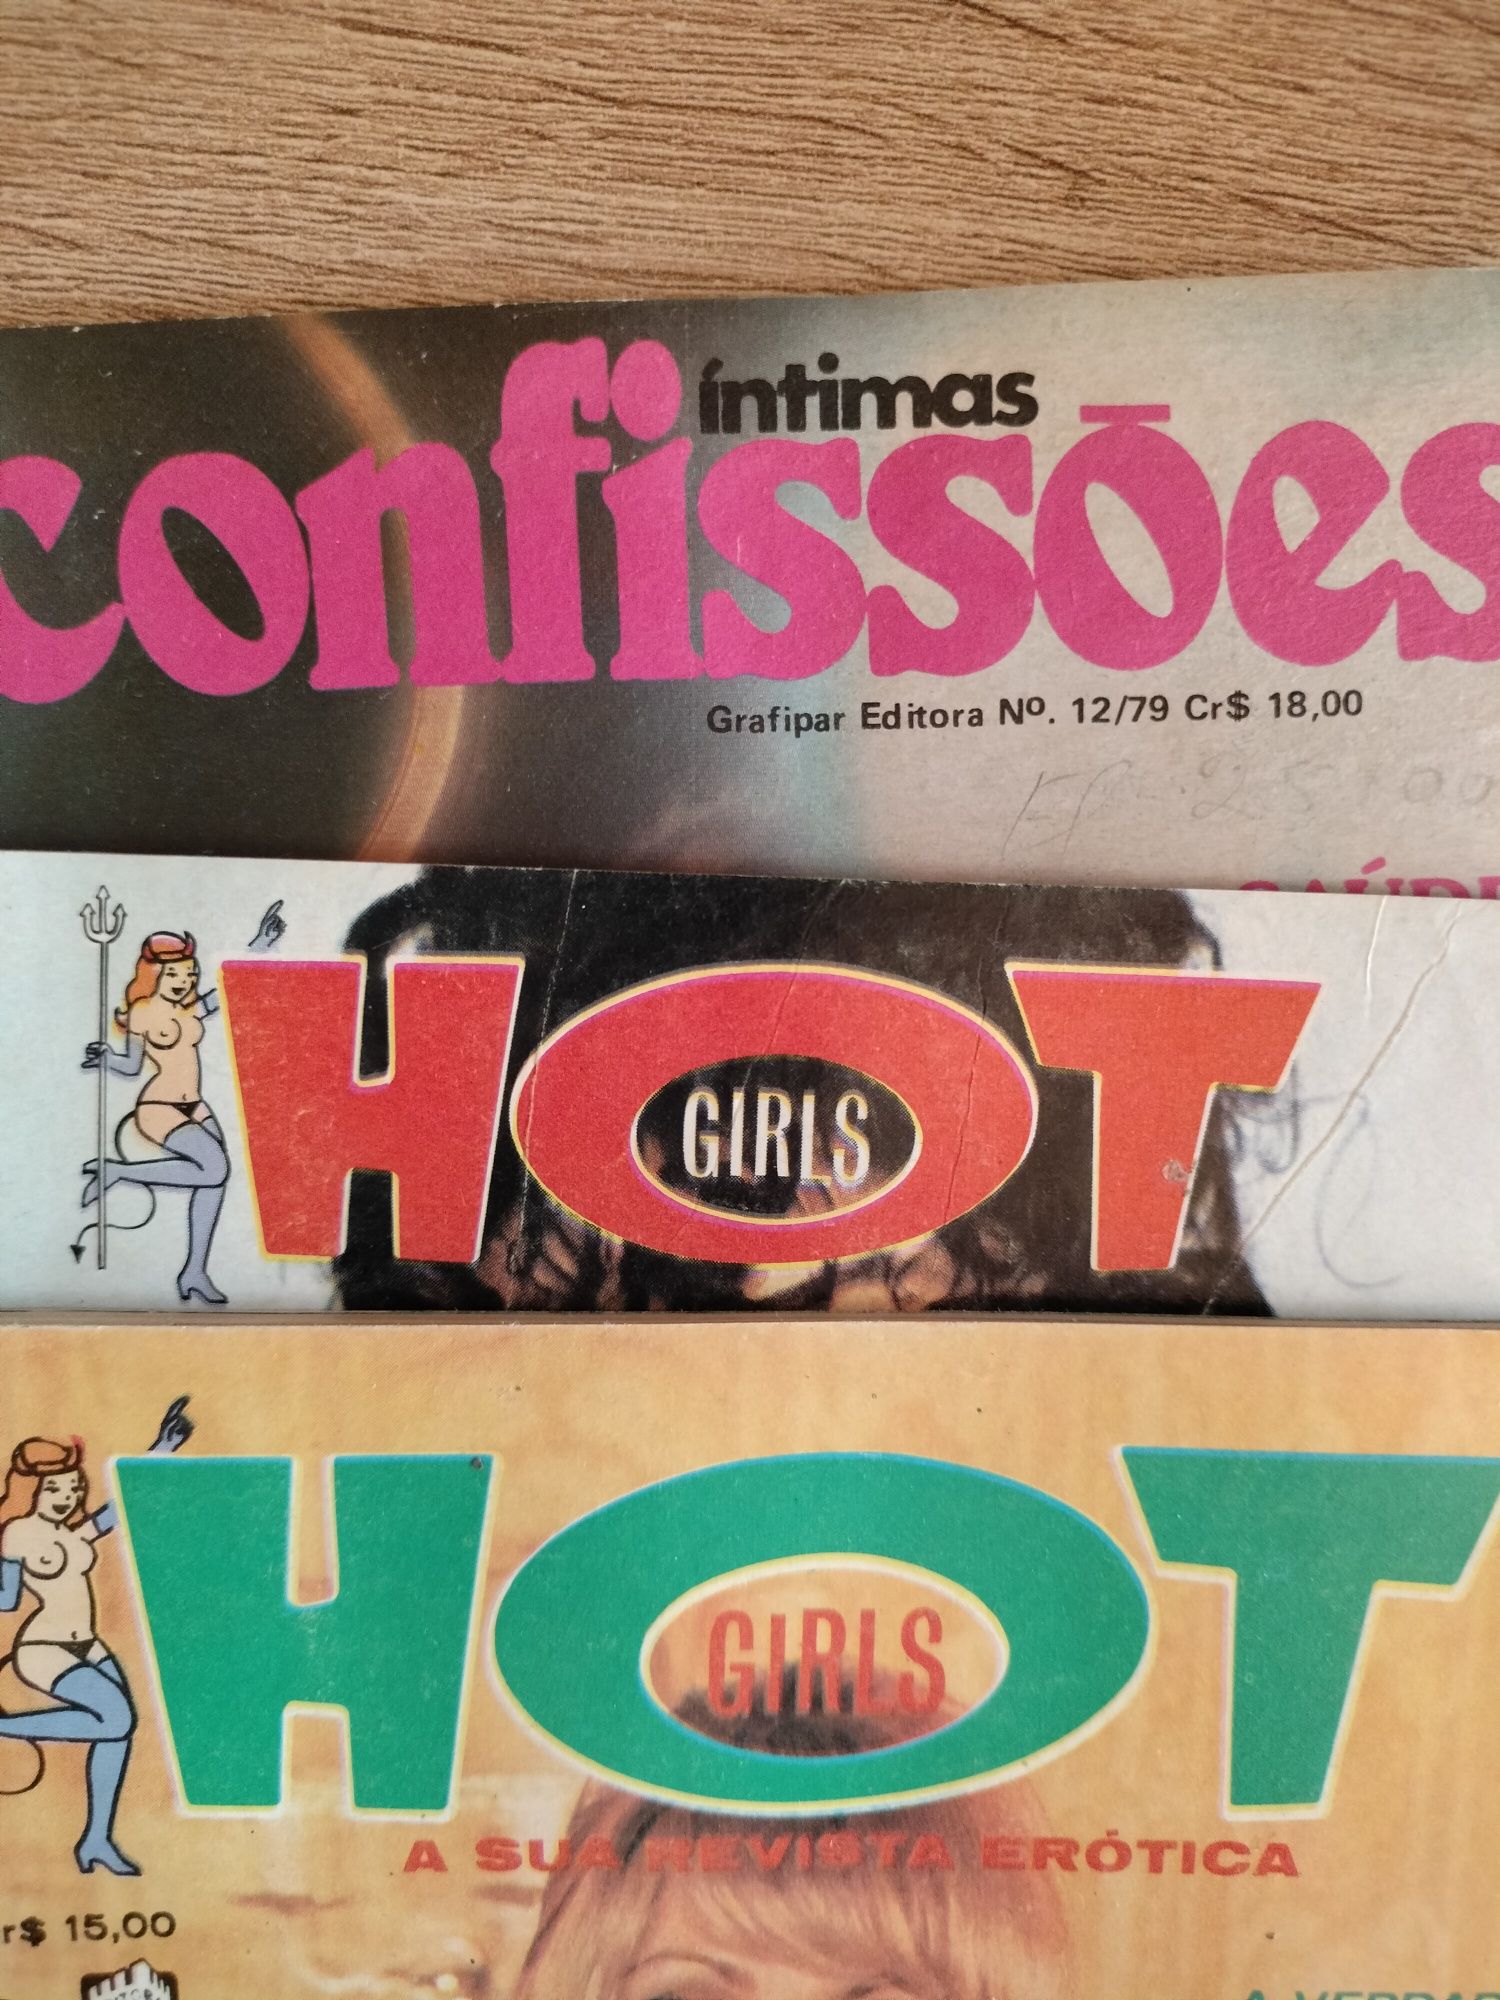 íntimas
confissões
Grafipar Editora Nº. 12/79 Cr$ 18,00
HOT
GIRLS
HOT
GIRLS
A SUA REVISTA ERÓTICA
r$ 15,00